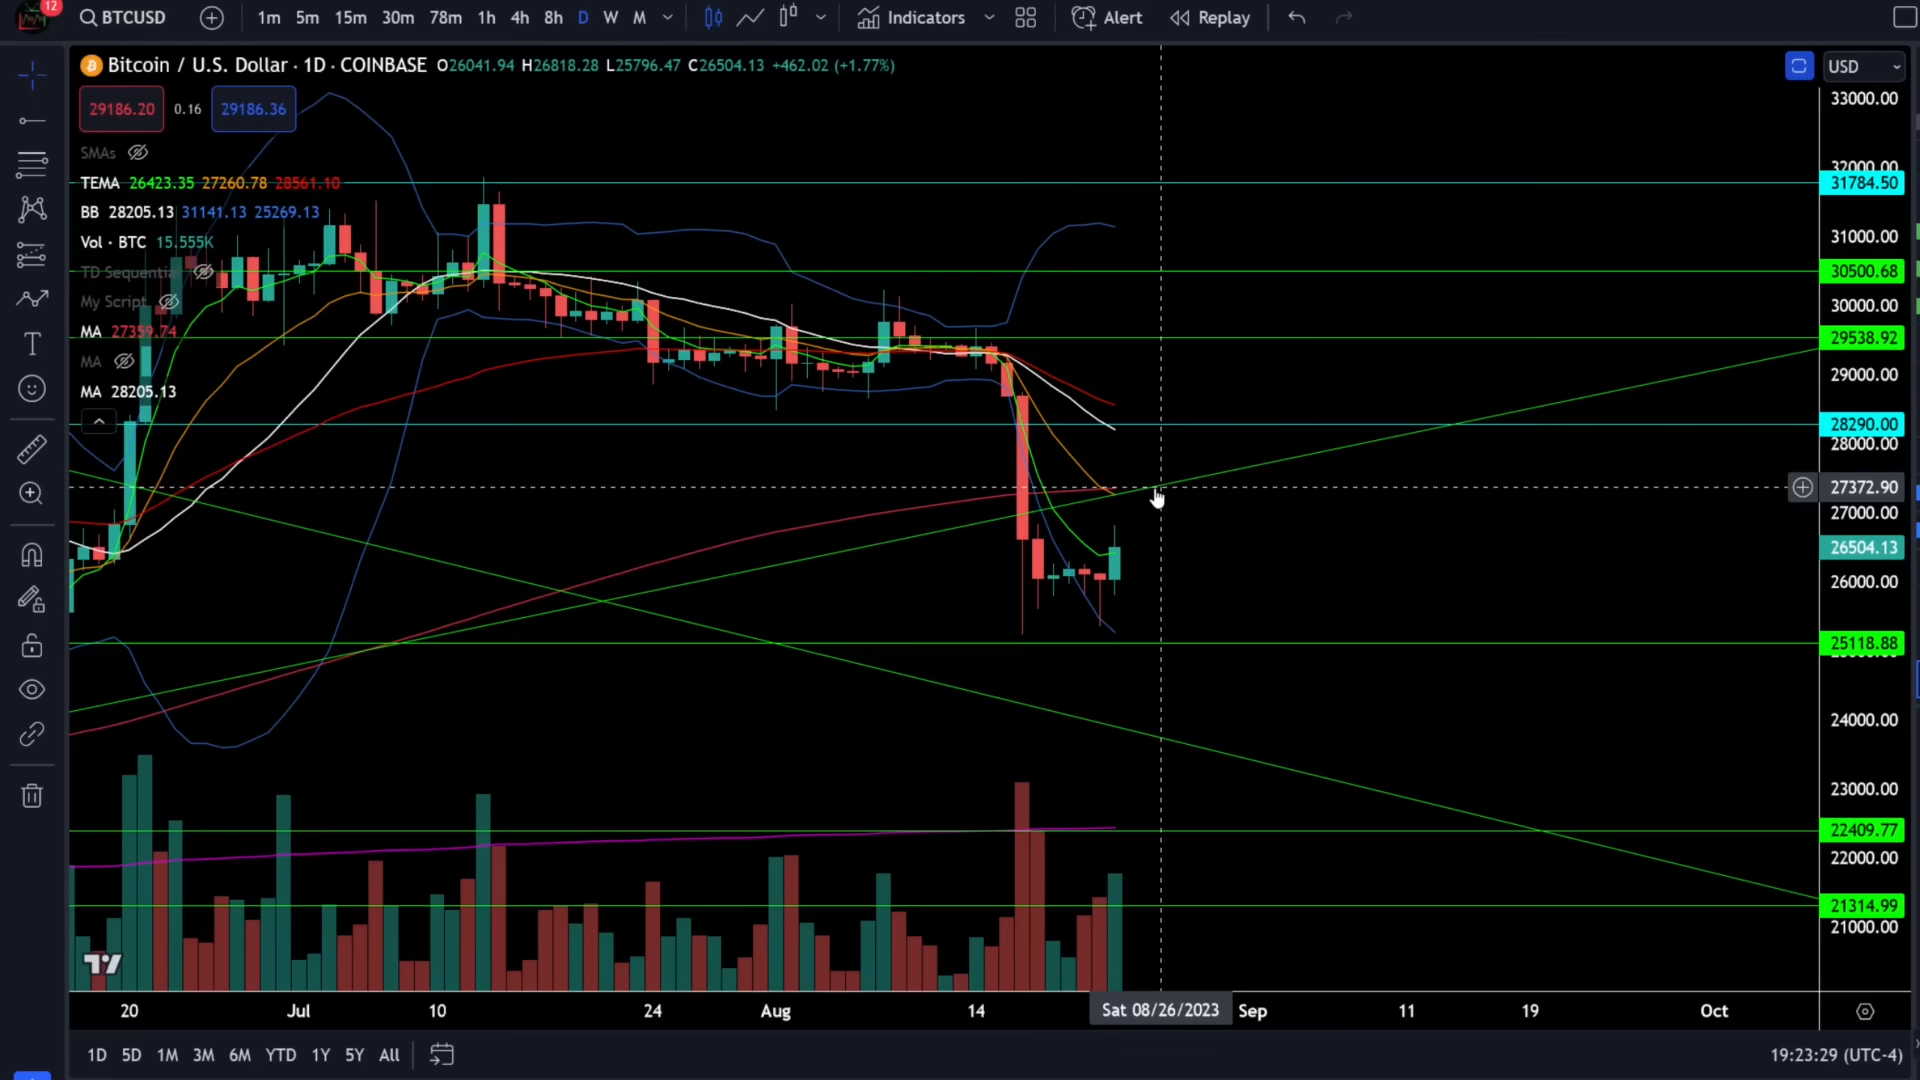 12
BTCUSD
1m 5m 15m 30m 78m 1h 4h 8h D W M
Indicators
Alert
Replay
Bitcoin / U.S. Dollar · 1D · COINBASE O26041.94 H26818.28 L25796.47 C26504.13 +462.02 (+1.77%)
USD
29186.20 0.16 29186.36
SMAs
TEMA 26423.35 27260.78 28561.10
BB 28205.13 31141.13 25269.13
Vol · BTC 15.555K
TD Sequential
My Script
MA 27359.74
MA
MA 28205.13
33000.00
32000.00
31784.50
31000.00
30500.68
30000.00
29538.92
29000.00
28290.00
28000.00
27372.90
27000.00
26504.13
26000.00
25118.88
24000.00
23000.00
22409.77
22000.00
21314.99
21000.00
20 Jul 10 24 Aug 14 Sat 08/26/2023 Sep 11 19 Oct
1D 5D 1M 3M 6M YTD 1Y 5Y All
19:23:29 (UTC-4)